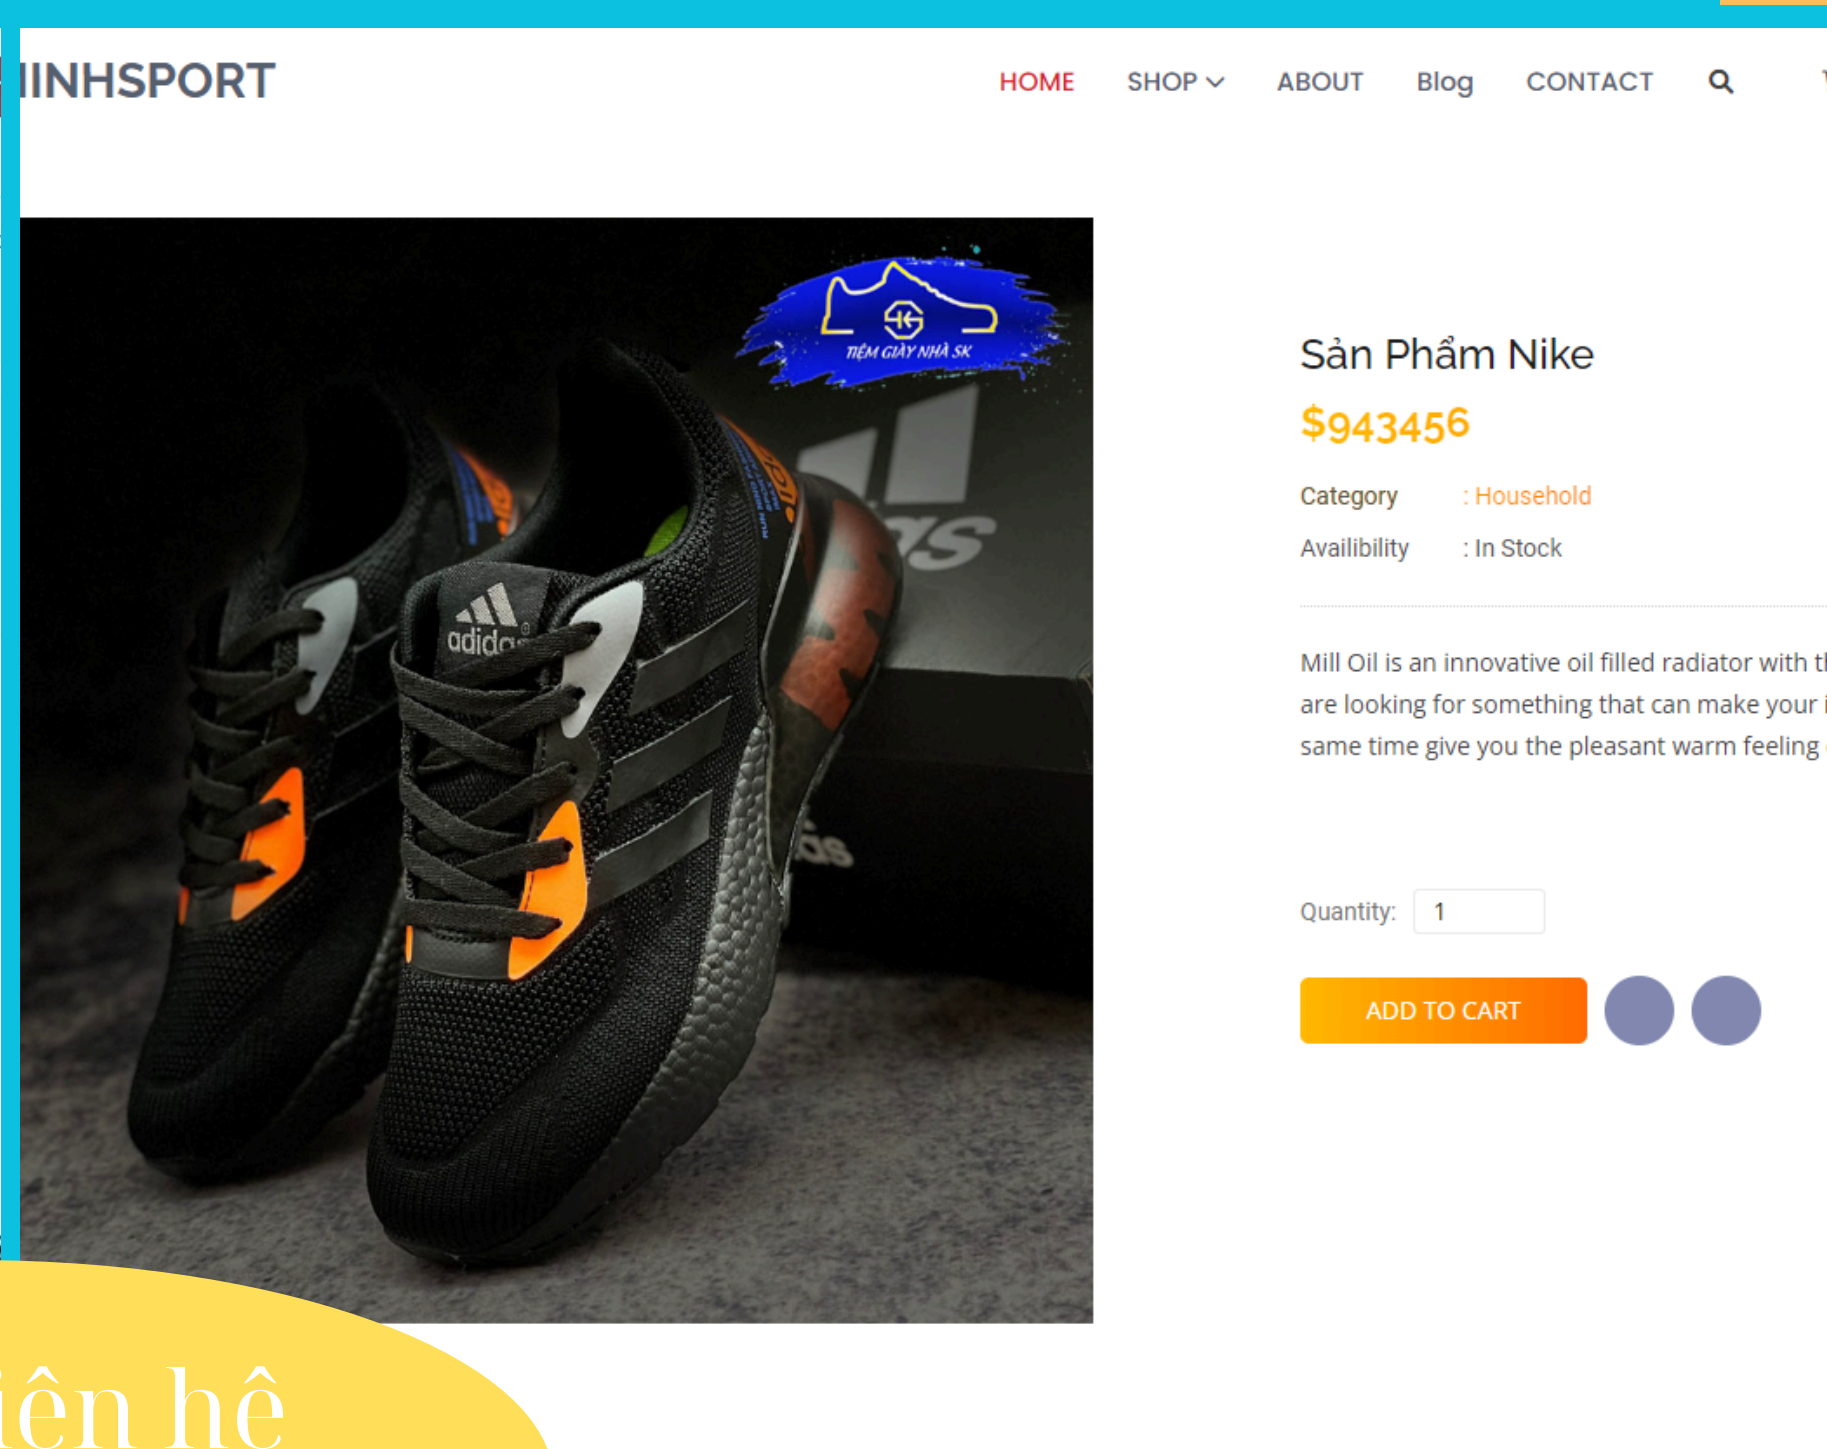 INHSPORT
HOME
SHOP
ABOUT
Blog
CONTACT
TIỆM GIÀY NHÀ SK
adidas
Sản Phẩm Nike
$943456
Category : Household
Availibility : In Stock
Mill Oil is an innovative oil filled radiator with
are looking for something that can make your
same time give you the pleasant warm feeling
Quantity: 1
ADD TO CART
iên hê